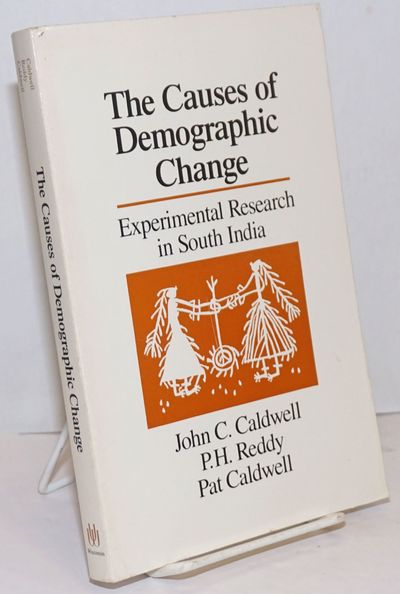 The Causes of
Demographic
Change
Experimental Research
in South India
John C. Caldwell
P.H. Reddy
Pat Caldwell
Caldwell
Reddy
Caldwell
The Causes of Demographic Change
Wisconsin